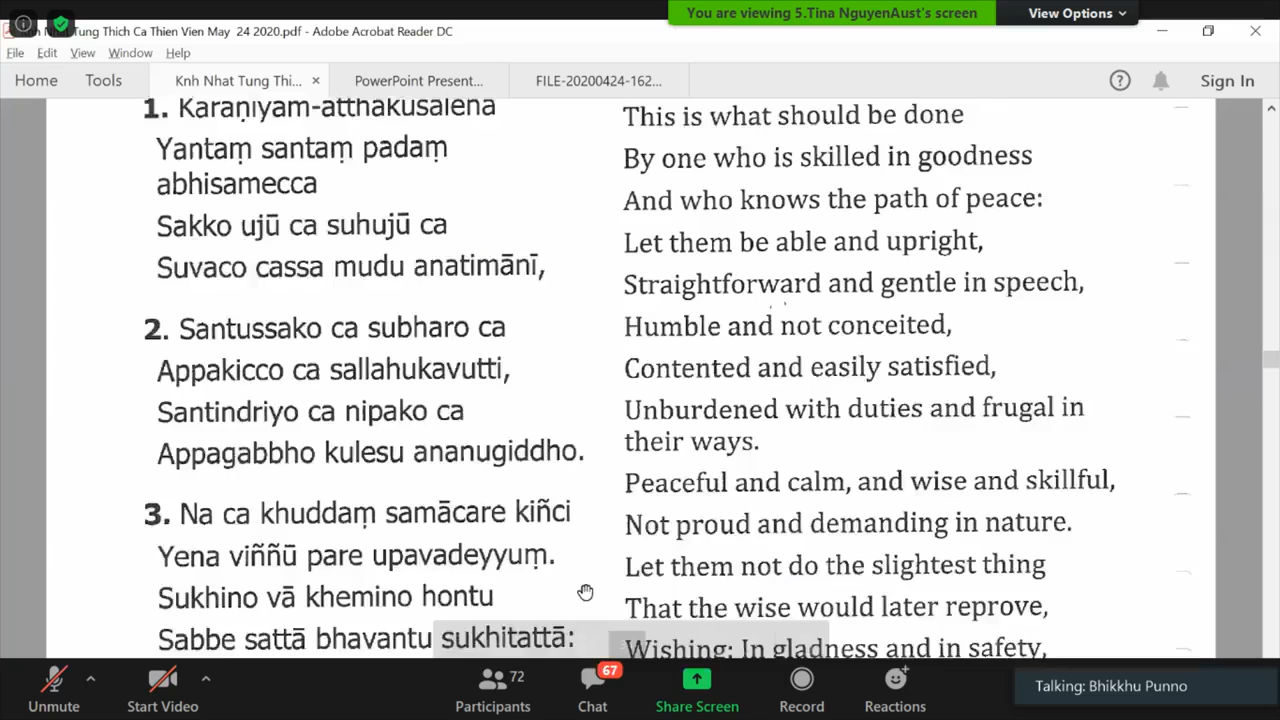 You are viewing 5.Tina NguyenAust's screen
View Options
Tung Thich Ca Thien Vien May 24 2020.pdf - Adobe Acrobat Reader DC
File Edit View Window Help
Home Tools Knh Nhat Tung Thi... × PowerPoint Present... FILE-20200424-162... Sign In
1. Karaṇīyam-atthakusalena
Yantaṃ santaṃ padaṃ
abhisamecca
Sakko ujū ca suhujū ca
Suvaco cassa mudu anatimānī,
2. Santussako ca subharo ca
Appakicco ca sallahukavutti,
Santindriyo ca nipako ca
Appagabbho kulesu ananugiddho.
3. Na ca khuddaṃ samācare kiñci
Yena viññū pare upavadeyyuṃ.
Sukhino vā khemino hontu
Sabbe sattā bhavantu sukhitattā:
This is what should be done
By one who is skilled in goodness
And who knows the path of peace:
Let them be able and upright,
Straightforward and gentle in speech,
Humble and not conceited,
Contented and easily satisfied,
Unburdened with duties and frugal in
their ways.
Peaceful and calm, and wise and skillful,
Not proud and demanding in nature.
Let them not do the slightest thing
That the wise would later reprove,
Wishing: In gladness and in safety,
Unmute
Start Video
72
Participants
67
Chat
Share Screen
Record
Reactions
Talking: Bhikkhu Punno